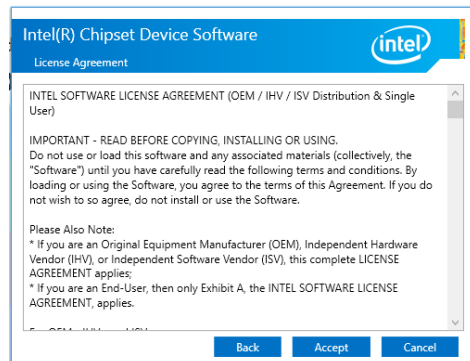 Intel(R) Chipset Device Software
License Agreement
intel
INTEL SOFTWARE LICENSE AGREEMENT (OEM / IHV / ISV Distribution & Single
User)
IMPORTANT - READ BEFORE COPYING, INSTALLING OR USING.
Do not use or load this software and any associated materials (collectively, the
"Software") until you have carefully read the following terms and conditions. By
loading or using the Software, you agree to the terms of this Agreement. If you do
not wish to so agree, do not install or use the Software.
Please Also Note:
* If you are an Original Equipment Manufacturer (OEM), Independent Hardware
Vendor (IHV), or Independent Software Vendor (ISV), this complete LICENSE
AGREEMENT applies;
* If you are an End-User, then only Exhibit A, the INTEL SOFTWARE LICENSE
AGREEMENT, applies.
Back Accept Cancel